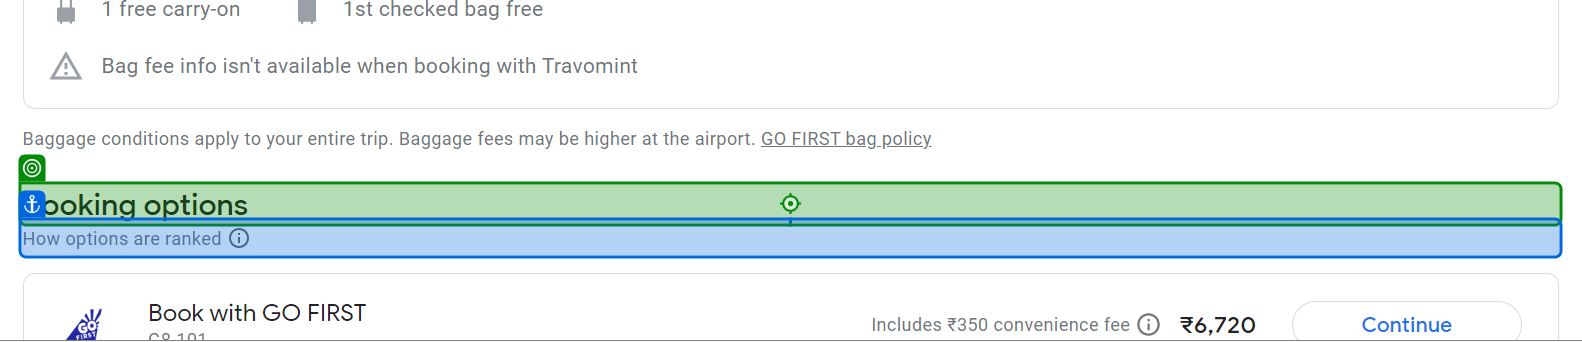 1 free carry-on 1st checked bag free
Bag fee info isn't available when booking with Travomint
Baggage conditions apply to your entire trip. Baggage fees may be higher at the airport. GO FIRST bag policy
ooking options
How options are ranked
Book with GO FIRST
GO FIRST
Includes ₹350 convenience fee ₹6,720 Continue
G8 101